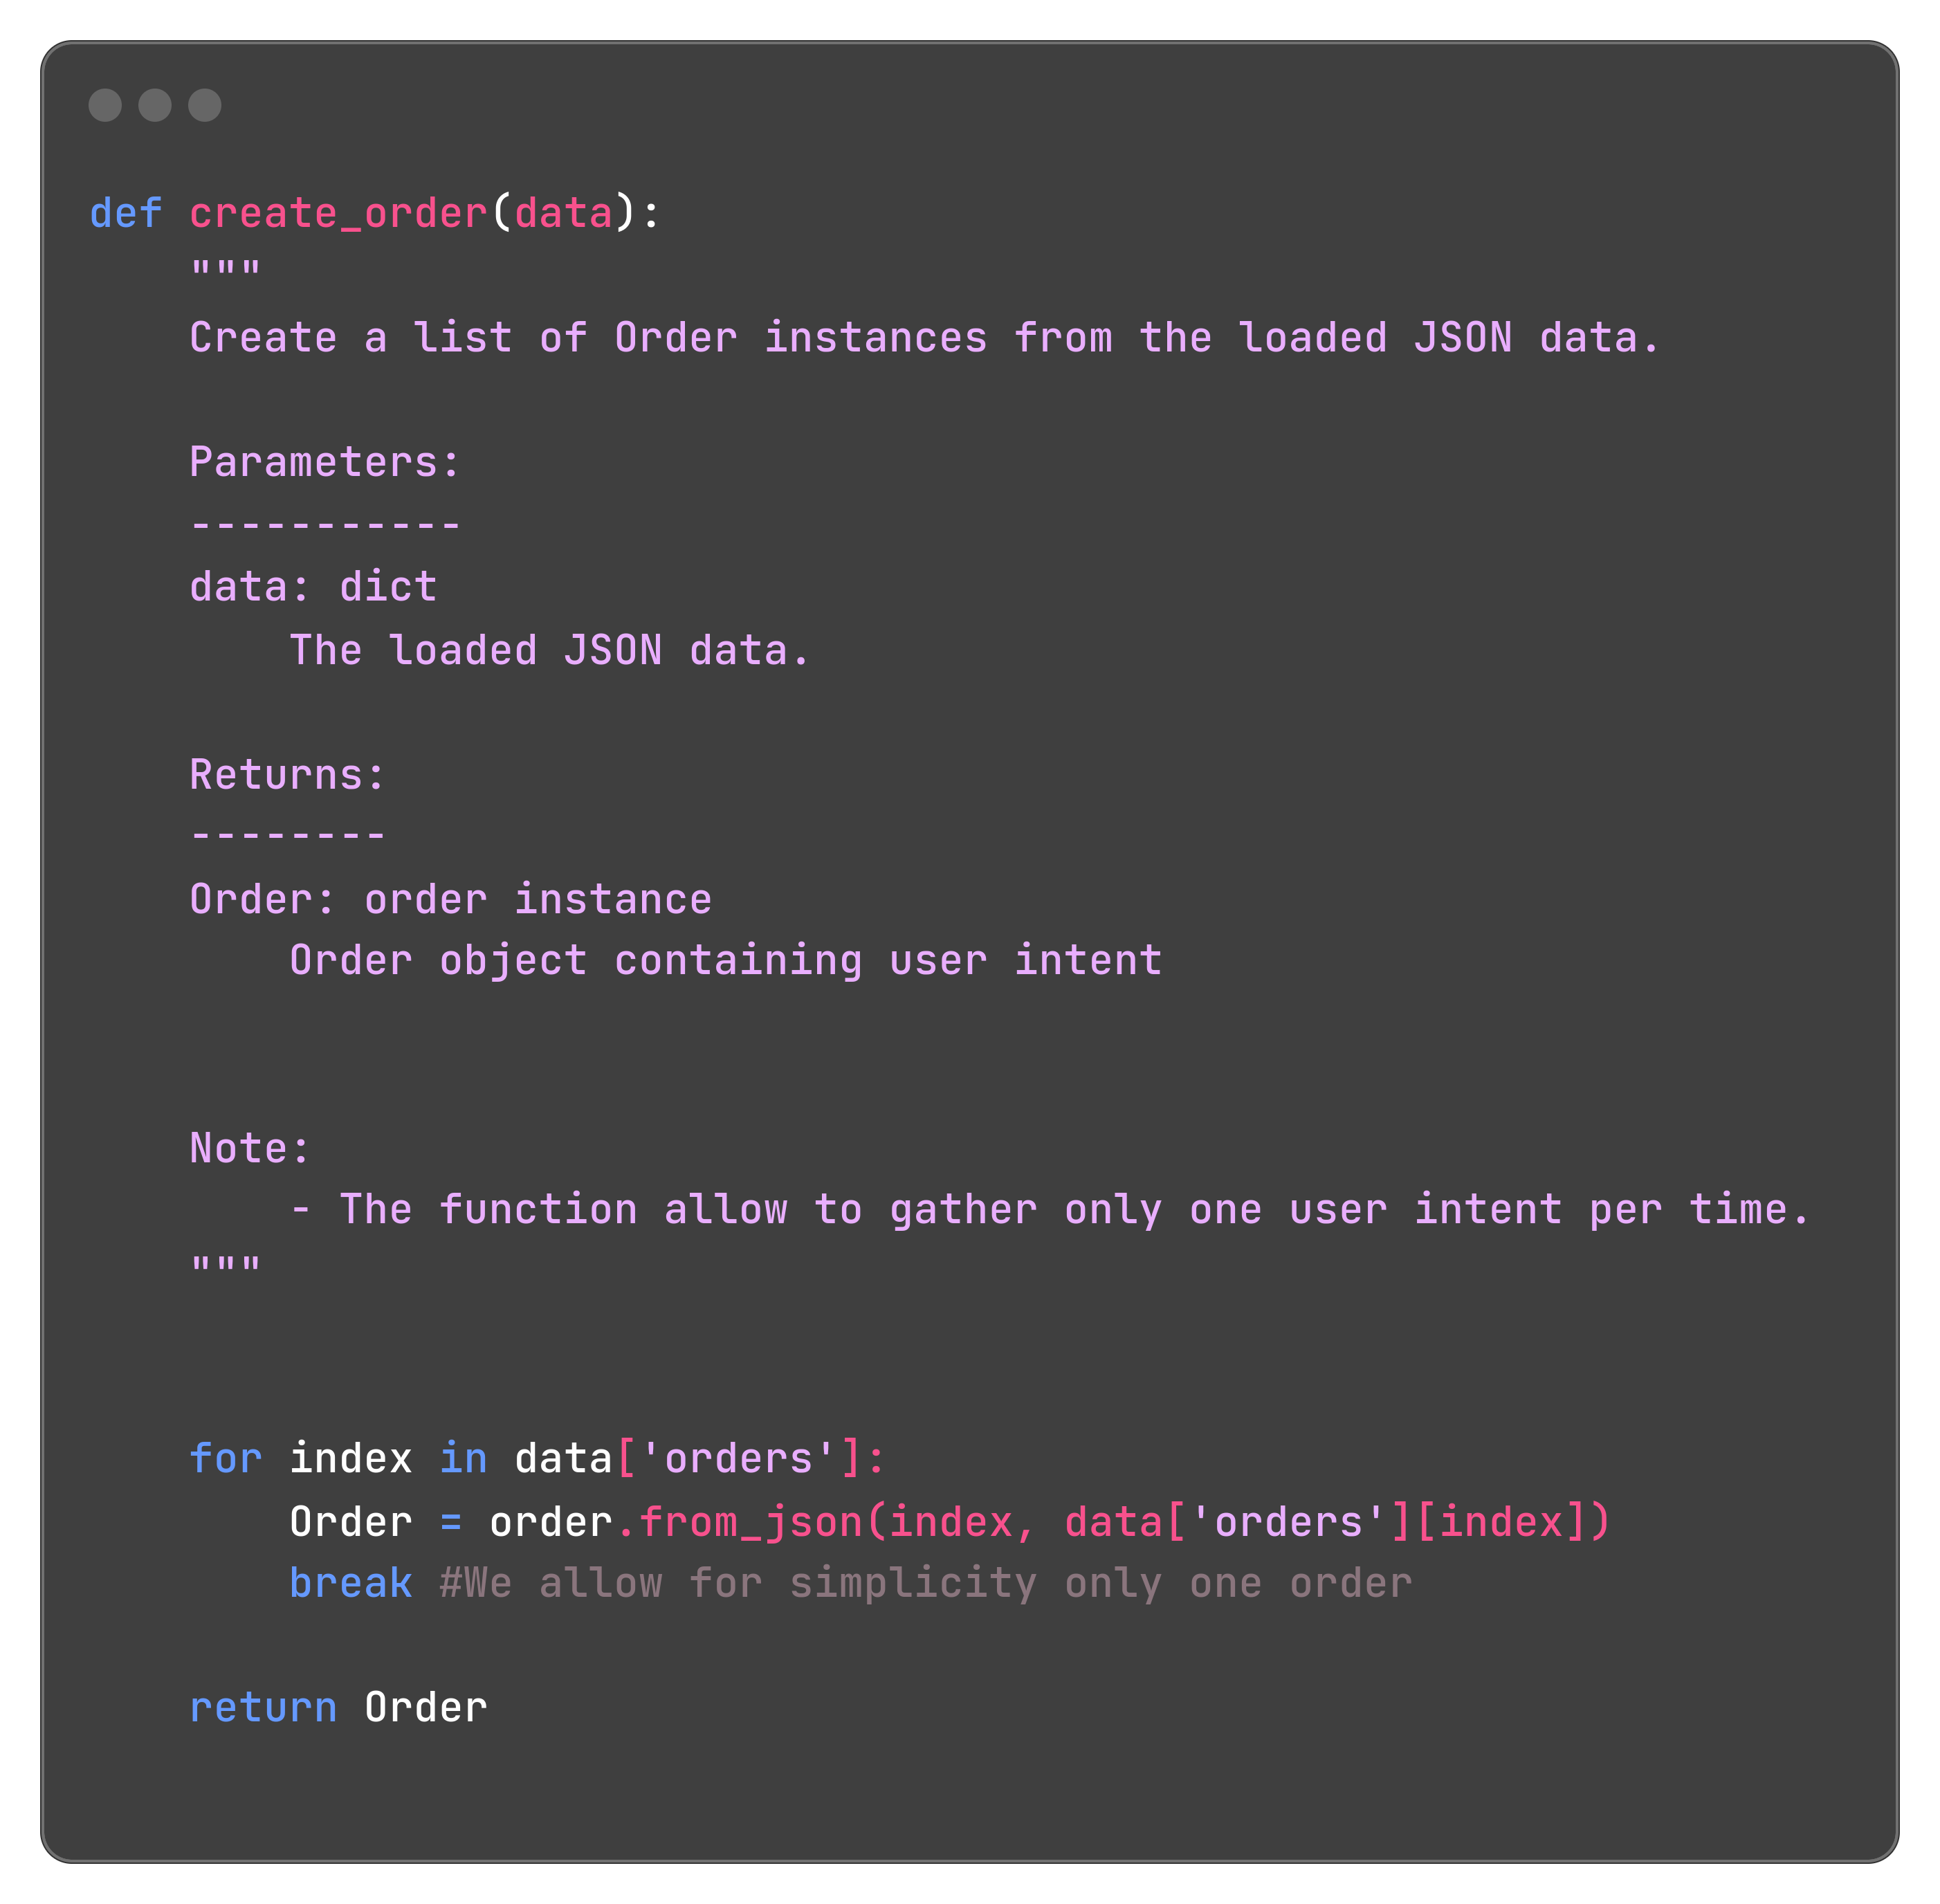 def create_order(data):
    """
    Create a list of Order instances from the loaded JSON data.

    Parameters:
    -----------
    data: dict
        The loaded JSON data.

    Returns:
    --------
    Order: order instance
        Order object containing user intent


    Note:
        - The function allow to gather only one user intent per time.
    """


    for index in data['orders']:
        Order = order.from_json(index, data['orders'][index])
        break #We allow for simplicity only one order

    return Order